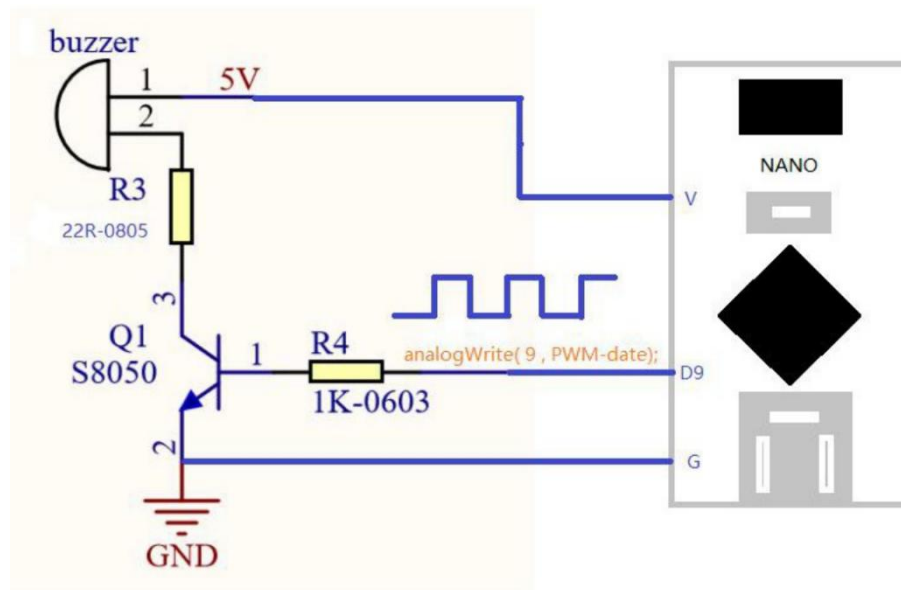 buzzer
1
5V
2
R3
22R-0805
NANO
V
3
Q1
S8050
1
R4
1K-0603
analogWrite( 9 , PWM-date);
D9
2
G
GND